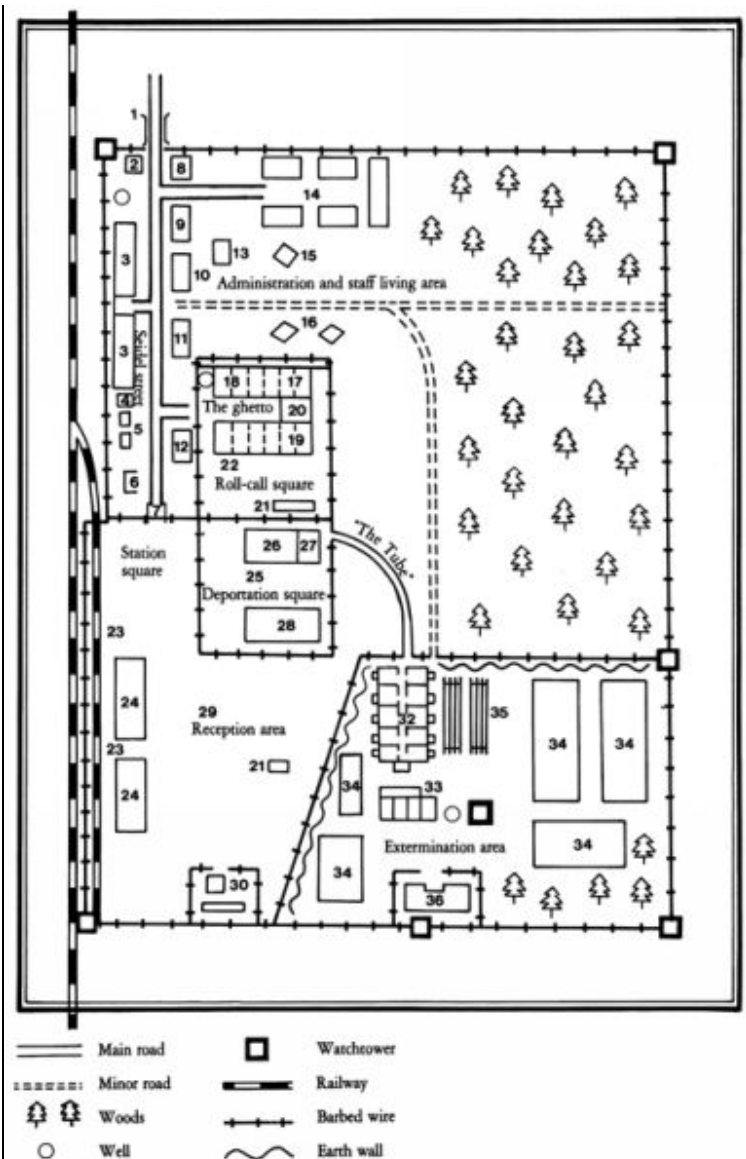 1
2
8
3
9
13
14
15
10
Administration and staff living area
16
3
11
Seidel street
4
5
12
6
7
18
17
The ghetto
20
19
22
Roll-call square
21
Station
square
26
27
25
Deportation square
28
"The Tube"
23
24
29
Reception area
23
24
21
30
32
35
34
34
34
33
34
Extermination area
34
36
Main road
Watchtower
Minor road
Railway
Woods
Barbed wire
Well
Earth wall